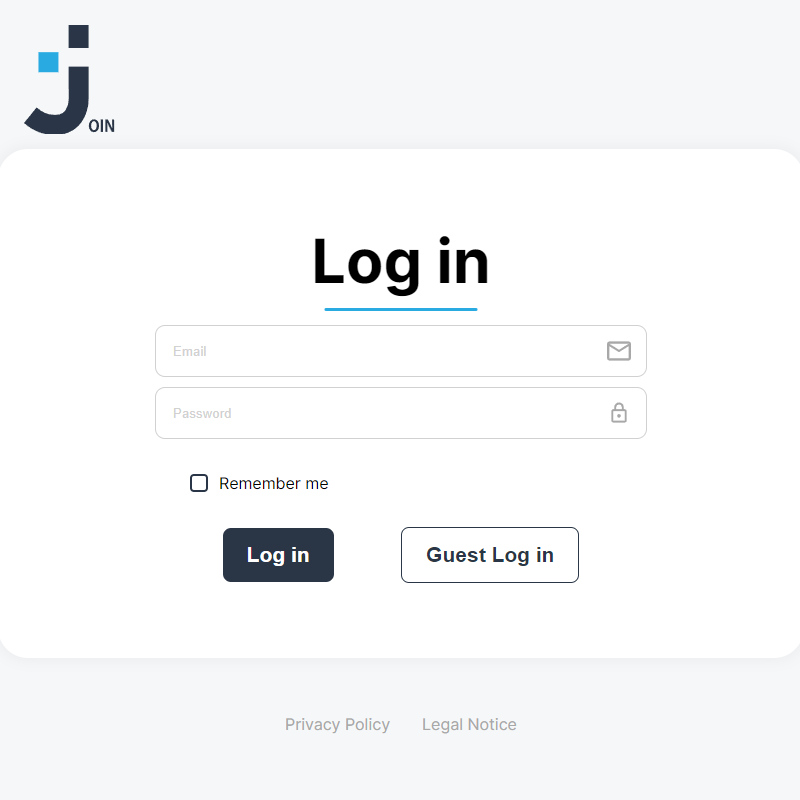 JOIN
Log in
Email
Password
Remember me
Log in
Guest Log in
Privacy Policy
Legal Notice